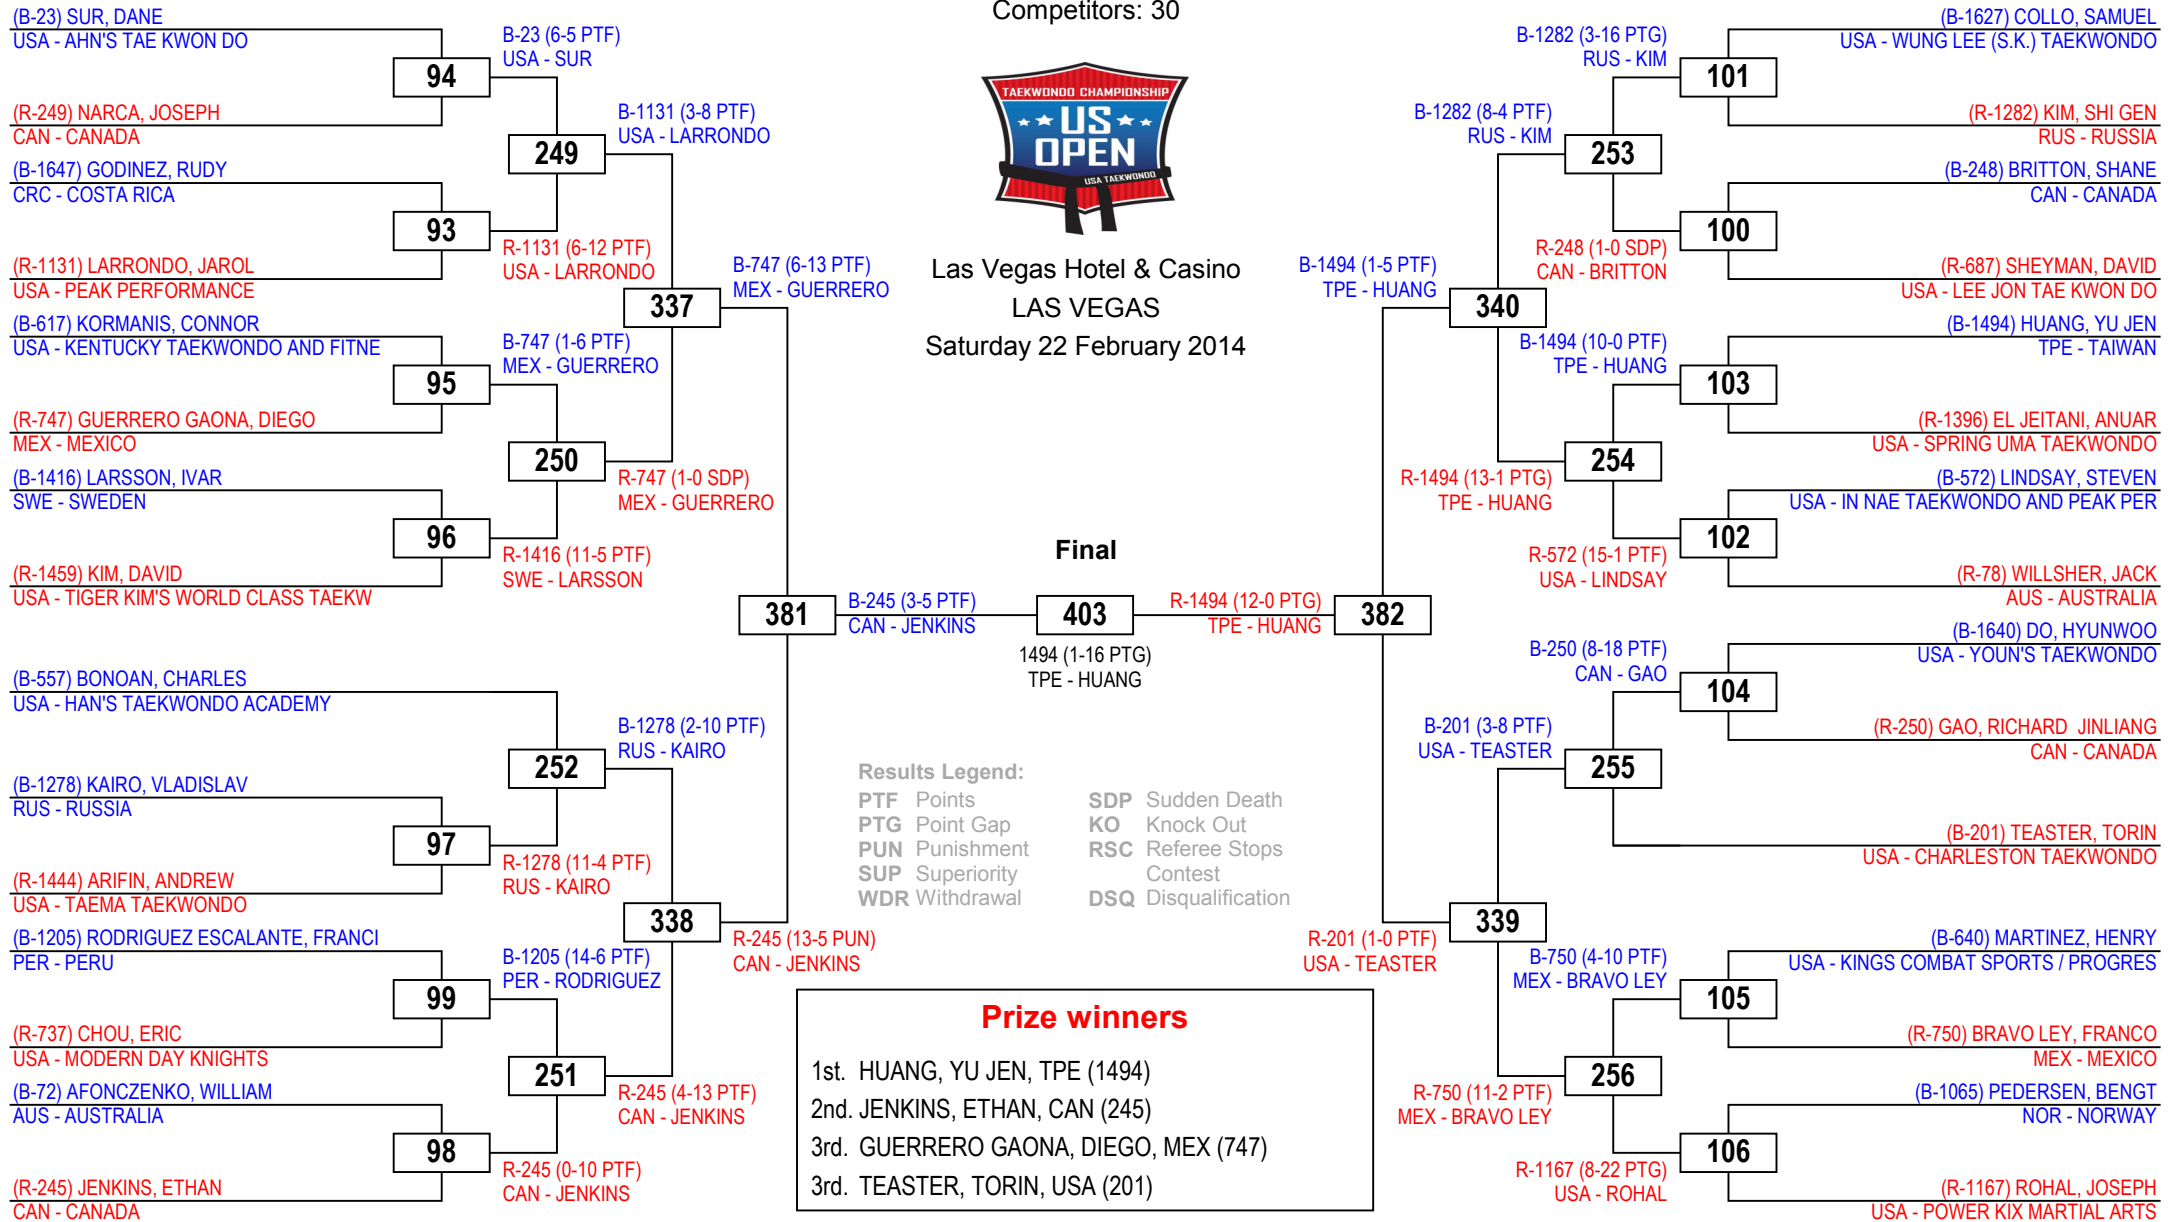 Competitors: 30
TAEKWONDO CHAMPIONSHIP
US
OPEN
USA TAEKWONDO
Las Vegas Hotel & Casino
LAS VEGAS
Saturday 22 February 2014
(B-23) SUR, DANE
USA - AHN'S TAE KWON DO
94
(R-249) NARCA, JOSEPH
CAN - CANADA
(B-1647) GODINEZ, RUDY
CRC - COSTA RICA
93
(R-1131) LARRONDO, JAROL
USA - PEAK PERFORMANCE
(B-617) KORMANIS, CONNOR
USA - KENTUCKY TAEKWONDO AND FITNE
95
(R-747) GUERRERO GAONA, DIEGO
MEX - MEXICO
(B-1416) LARSSON, IVAR
SWE - SWEDEN
96
(R-1459) KIM, DAVID
USA - TIGER KIM'S WORLD CLASS TAEKW
(B-557) BONOAN, CHARLES
USA - HAN'S TAEKWONDO ACADEMY
(B-1278) KAIRO, VLADISLAV
RUS - RUSSIA
97
(R-1444) ARIFIN, ANDREW
USA - TAEMA TAEKWONDO
(B-1205) RODRIGUEZ ESCALANTE, FRANCI
PER - PERU
99
(R-737) CHOU, ERIC
USA - MODERN DAY KNIGHTS
(B-72) AFONCZENKO, WILLIAM
AUS - AUSTRALIA
98
(R-245) JENKINS, ETHAN
CAN - CANADA
B-23 (6-5 PTF)
USA - SUR
249
R-1131 (6-12 PTF)
USA - LARRONDO
B-747 (1-6 PTF)
MEX - GUERRERO
250
R-1416 (11-5 PTF)
SWE - LARSSON
252
R-1278 (11-4 PTF)
RUS - KAIRO
B-1205 (14-6 PTF)
PER - RODRIGUEZ
251
R-245 (0-10 PTF)
CAN - JENKINS
B-1131 (3-8 PTF)
USA - LARRONDO
337
R-747 (1-0 SDP)
MEX - GUERRERO
B-1278 (2-10 PTF)
RUS - KAIRO
338
R-245 (4-13 PTF)
CAN - JENKINS
B-747 (6-13 PTF)
MEX - GUERRERO
381
R-245 (13-5 PUN)
CAN - JENKINS
B-245 (3-5 PTF)
CAN - JENKINS
Final
403
1494 (1-16 PTG)
TPE - HUANG
R-1494 (12-0 PTG)
TPE - HUANG
382
B-1494 (1-5 PTF)
TPE - HUANG
R-201 (1-0 PTF)
USA - TEASTER
B-1282 (8-4 PTF)
RUS - KIM
340
R-1494 (13-1 PTG)
TPE - HUANG
B-201 (3-8 PTF)
USA - TEASTER
339
R-750 (11-2 PTF)
MEX - BRAVO LEY
B-1282 (3-16 PTG)
RUS - KIM
253
R-248 (1-0 SDP)
CAN - BRITTON
B-1494 (10-0 PTF)
TPE - HUANG
254
R-572 (15-1 PTF)
USA - LINDSAY
B-250 (8-18 PTF)
CAN - GAO
255
B-750 (4-10 PTF)
MEX - BRAVO LEY
256
R-1167 (8-22 PTG)
USA - ROHAL
(B-1627) COLLO, SAMUEL
USA - WUNG LEE (S.K.) TAEKWONDO
101
(R-1282) KIM, SHI GEN
RUS - RUSSIA
(B-248) BRITTON, SHANE
CAN - CANADA
100
(R-687) SHEYMAN, DAVID
USA - LEE JON TAE KWON DO
(B-1494) HUANG, YU JEN
TPE - TAIWAN
103
(R-1396) EL JEITANI, ANUAR
USA - SPRING UMA TAEKWONDO
(B-572) LINDSAY, STEVEN
USA - IN NAE TAEKWONDO AND PEAK PER
102
(R-78) WILLSHER, JACK
AUS - AUSTRALIA
(B-1640) DO, HYUNWOO
USA - YOUN'S TAEKWONDO
104
(R-250) GAO, RICHARD  JINLIANG
CAN - CANADA
(B-201) TEASTER, TORIN
USA - CHARLESTON TAEKWONDO
(B-640) MARTINEZ, HENRY
USA - KINGS COMBAT SPORTS / PROGRES
105
(R-750) BRAVO LEY, FRANCO
MEX - MEXICO
(B-1065) PEDERSEN, BENGT
NOR - NORWAY
106
(R-1167) ROHAL, JOSEPH
USA - POWER KIX MARTIAL ARTS
Results Legend:
PTF Points SDP Sudden Death
PTG Point Gap KO Knock Out
PUN Punishment RSC Referee Stops
SUP Superiority Contest
WDR Withdrawal DSQ Disqualification
Prize winners
1st. HUANG, YU JEN, TPE (1494)
2nd. JENKINS, ETHAN, CAN (245)
3rd. GUERRERO GAONA, DIEGO, MEX (747)
3rd. TEASTER, TORIN, USA (201)